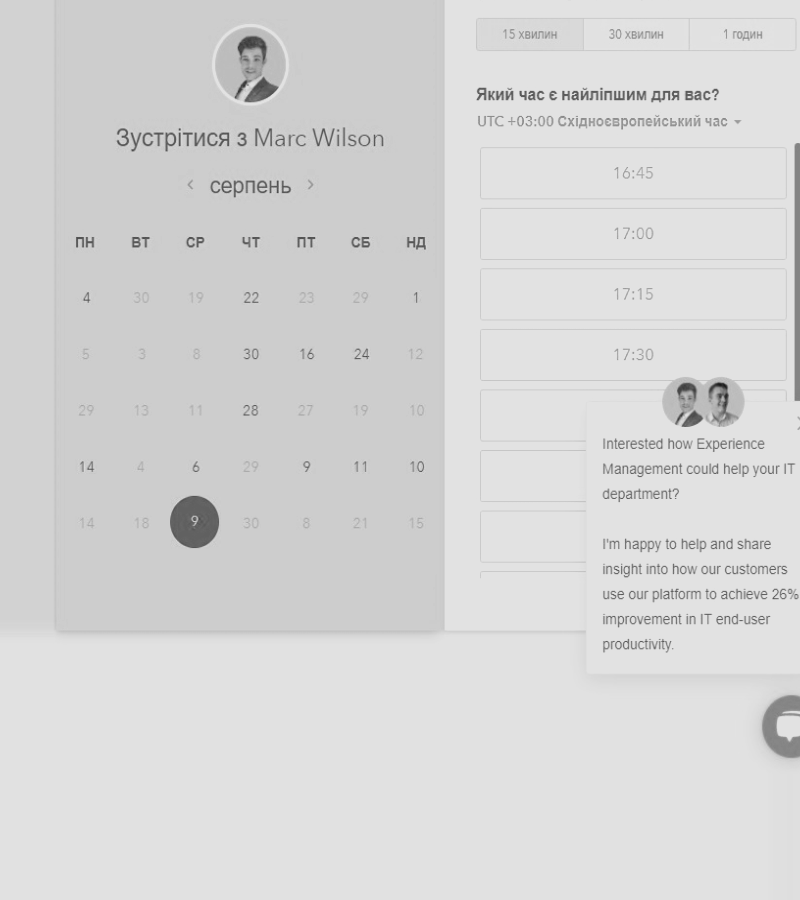 Зустрітися з Marc Wilson
серпень
ПН ВТ СР ЧТ ПТ СБ НД
4 30 19 22 23 29 1
5 3 8 30 16 24 12
29 13 11 28 27 19 10
14 4 6 29 9 11 10
14 18 9 30 8 21 15
15 хвилин 30 хвилин 1 годин
Який час є найліпшим для вас?
UTC +03:00 Східноєвропейський час
16:45
17:00
17:15
17:30
Interested how Experience
Management could help your IT
department?
I'm happy to help and share
insight into how our customers
use our platform to achieve 26%
improvement in IT end-user
productivity.